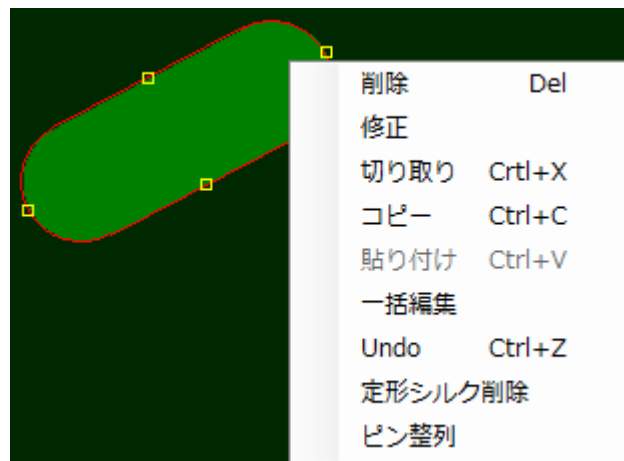 削除 Del
修正
切り取り Crtl+X
コピー Ctrl+C
貼り付け Ctrl+V
一括編集
Undo Ctrl+Z
定形シルク削除
ピン整列